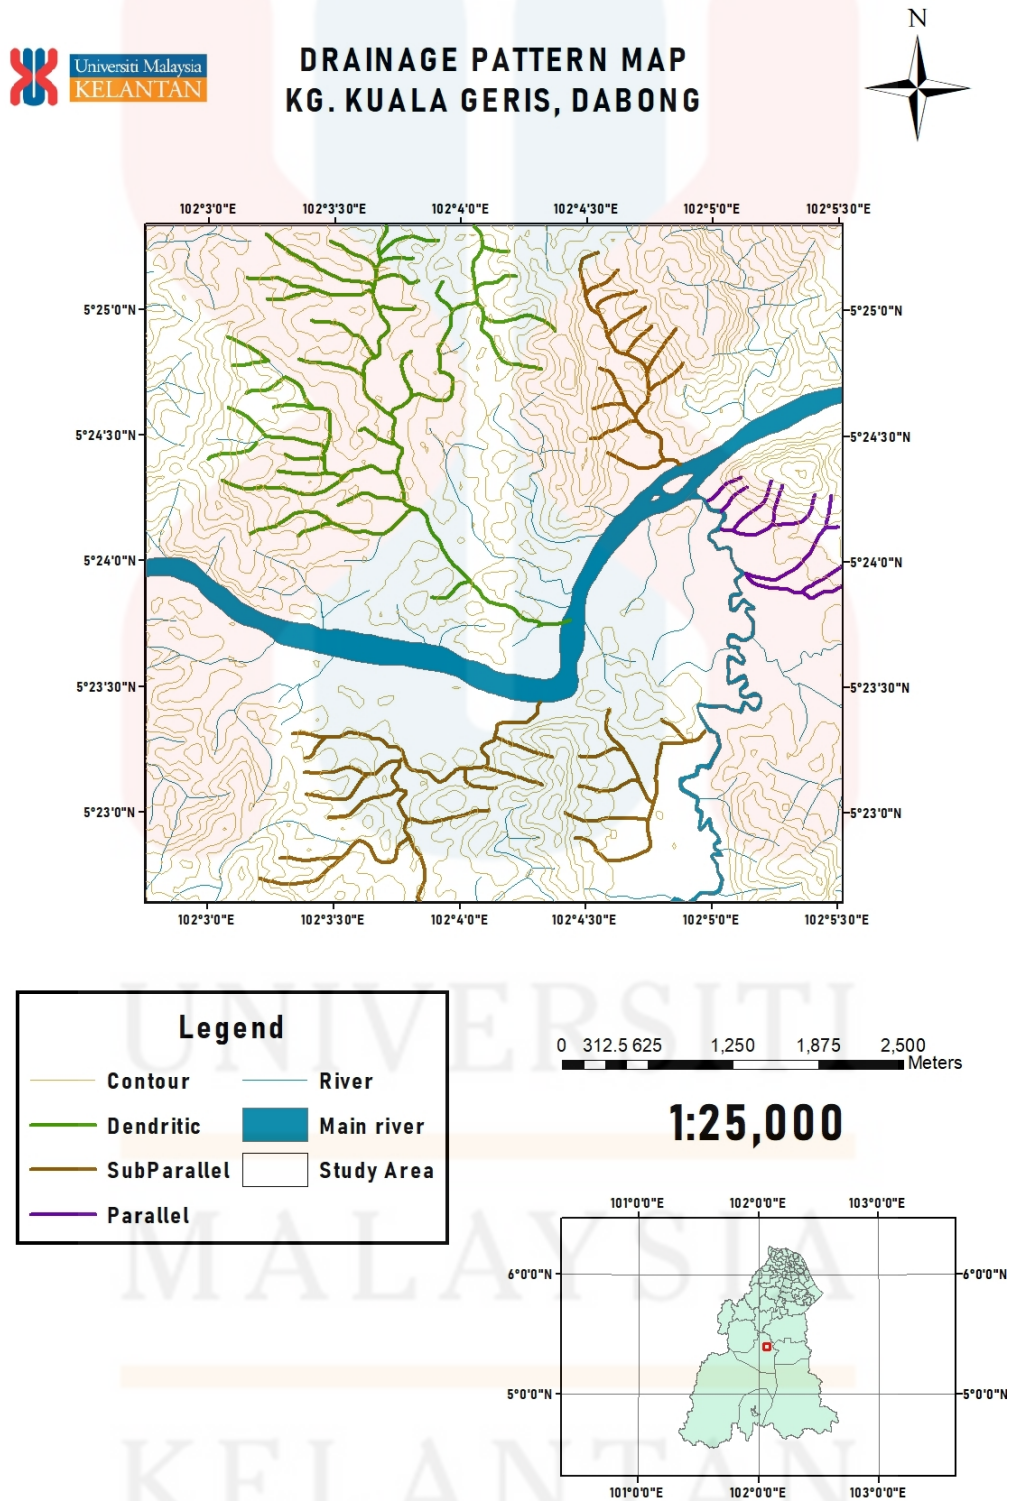 N
Universiti Malaysia
KELANTAN
DRAINAGE PATTERN MAP
KG. KUALA GERIS, DABONG
102°3'0"E 102°3'30"E 102°4'0"E 102°4'30"E 102°5'0"E 102°5'30"E
5°25'0"N 5°25'0"N
5°24'30"N 5°24'30"N
5°24'0"N 5°24'0"N
5°23'30"N 5°23'30"N
5°23'0"N 5°23'0"N
102°3'0"E 102°3'30"E 102°4'0"E 102°4'30"E 102°5'0"E 102°5'30"E
UNIVERSITI
Legend
Contour River
Dendritic Main river
SubParallel Study Area
Parallel
0 312.5 625 1,250 1,875 2,500
Meters
1:25,000
MALAYSIA
101°0'0"E 102°0'0"E 103°0'0"E
6°0'0"N 6°0'0"N
5°0'0"N 5°0'0"N
KELANTAN
101°0'0"E 102°0'0"E 103°0'0"E